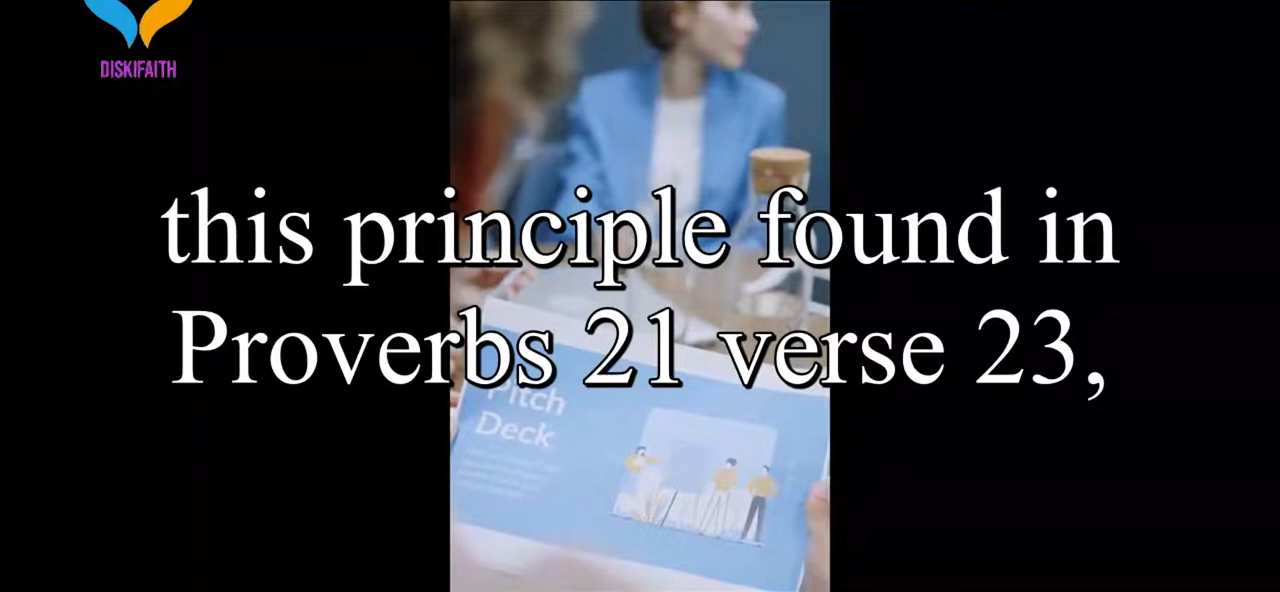 DISKIFAITH
this principle found in
Proverbs 21 verse 23,
Pitch
Deck